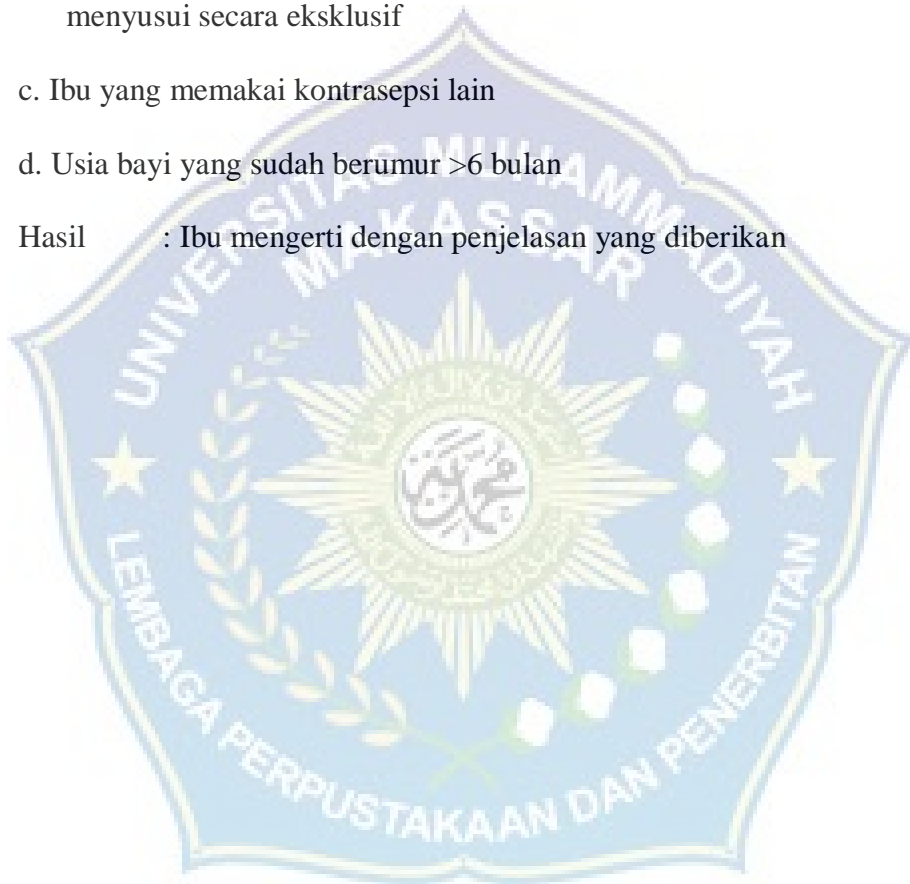 menyusui secara eksklusif
c. Ibu yang memakai kontrasepsi lain
d. Usia bayi yang sudah berumur >6 bulan
Hasil : Ibu mengerti dengan penjelasan yang diberikan
UNIVERSITAS MUHAMMADIYAH
MAKASSAR
LEMBAGA PERPUSTAKAAN DAN PENERBITAN